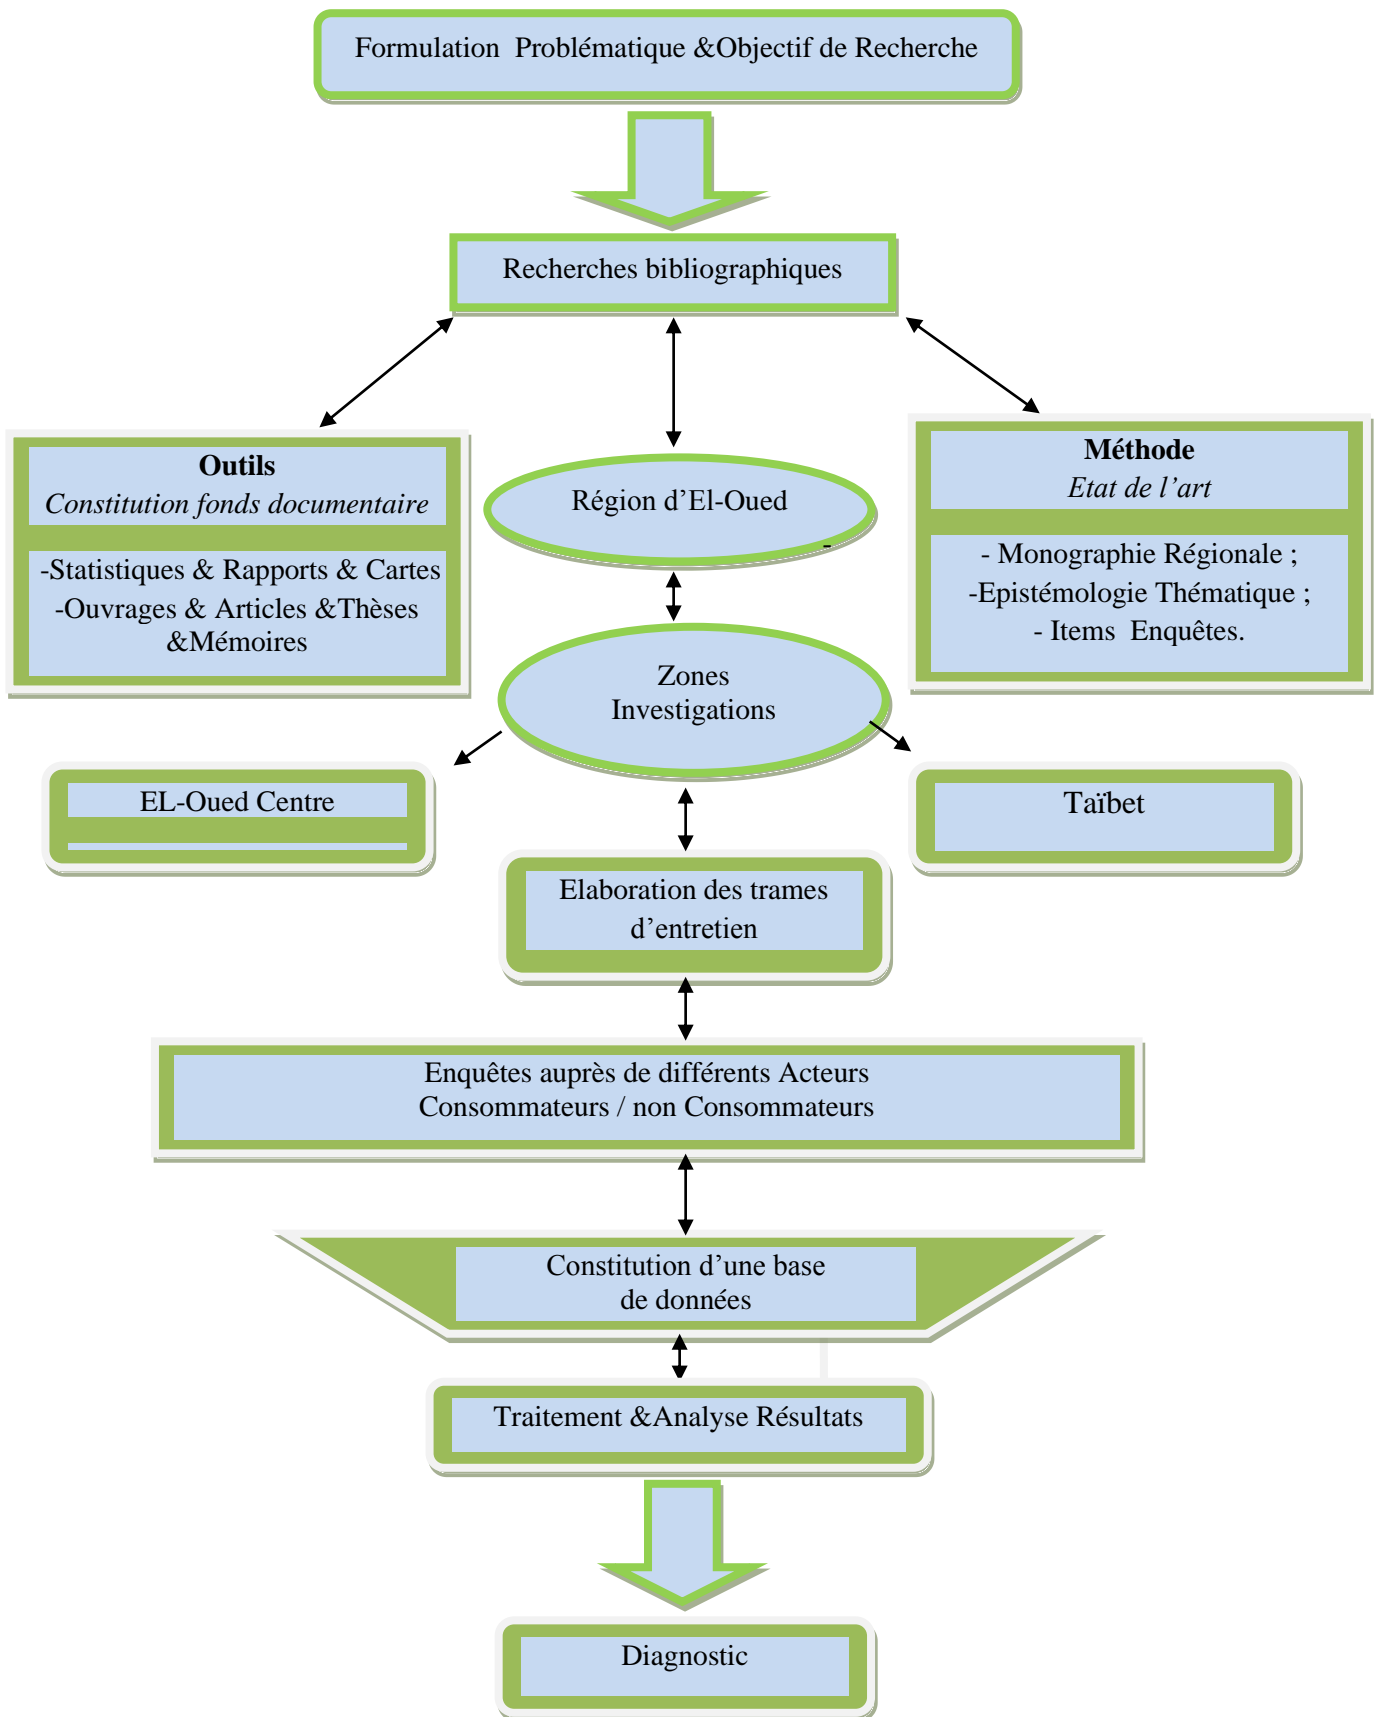 Formulation  Problématique &Objectif de Recherche
Recherches bibliographiques
Outils
Constitution fonds documentaire
-Statistiques & Rapports & Cartes
-Ouvrages & Articles &Thèses
&Mémoires
Région d’El-Oued
-
Méthode
Etat de l’art
- Monographie Régionale ;
-Epistémologie Thématique ;
- Items  Enquêtes.
Zones
Investigations
EL-Oued Centre
Taïbet
Elaboration des trames
d’entretien
Enquêtes auprès de différents Acteurs
Consommateurs / non Consommateurs
Constitution d’une base
de données
Traitement &Analyse Résultats
Diagnostic